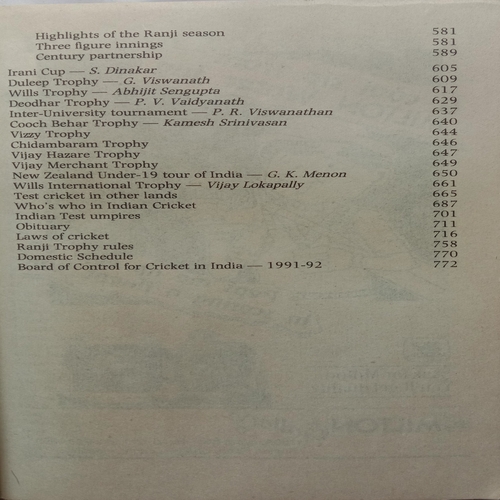 Highlights of the Ranji season 581
Three figure innings 581
Century partnership 589
Irani Cup — S. Dinakar 605
Duleep Trophy — G. Viswanath 609
Wills Trophy — Abhijit Sengupta 617
Deodhar Trophy — P. V. Vaidyanath 629
Inter-University tournament — P. R. Viswanathan 637
Cooch Behar Trophy — Kamesh Srinivasan 640
Vizzy Trophy 644
Chidambaram Trophy 646
Vijay Hazare Trophy 647
Vijay Merchant Trophy 649
New Zealand Under-19 tour of India — G. K. Menon 650
Wills International Trophy — Vijay Lokapally 661
Test cricket in other lands 665
Who's who in Indian Cricket 687
Indian Test umpires 701
Obituary 711
Laws of cricket 716
Ranji Trophy rules 758
Domestic Schedule 770
Board of Control for Cricket in India — 1991-92 772